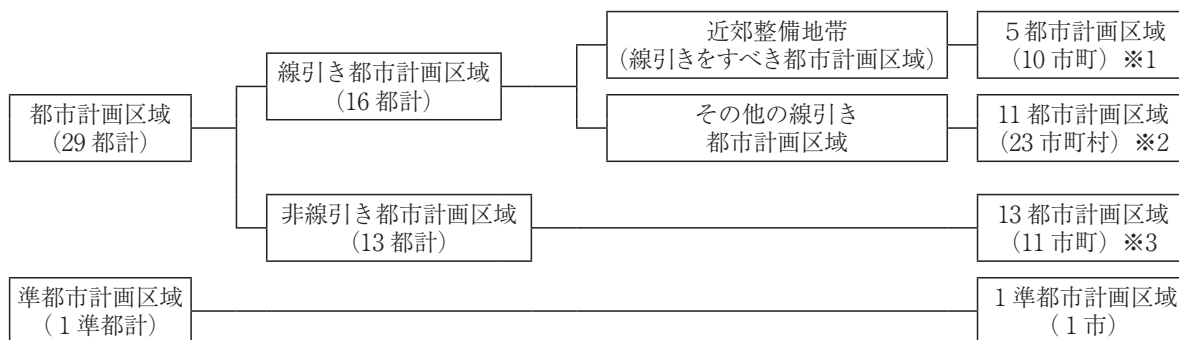 都市計画区域
（29 都計）
線引き都市計画区域
（16 都計）
近郊整備地帯
（線引きをすべき都市計画区域）
5 都市計画区域
（10 市町）※1
その他の線引き
都市計画区域
11 都市計画区域
（23 市町村）※2
非線引き都市計画区域
（13 都計）
13 都市計画区域
（11 市町）※3
準都市計画区域
（1 準都計）
1 準都市計画区域
（1 市）